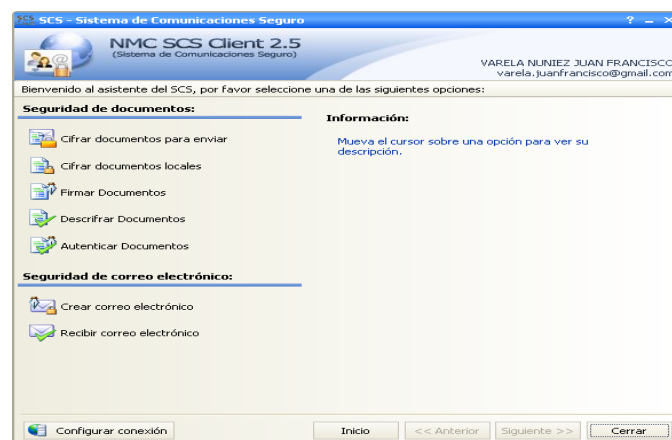 SCS - Sistema de Comunicaciones Seguro
NMC SCS Client 2.5
(Sistema de Comunicaciones Seguro)
VARELA NUNIEZ JUAN FRANCISCO
varela.juanfrancisco@gmail.com
Bienvenido al asistente del SCS, por favor seleccione una de las siguientes opciones:
Seguridad de documentos:
Cifrar documentos para enviar
Cifrar documentos locales
Firmar Documentos
Descrifrar Documentos
Autenticar Documentos
Seguridad de correo electrónico:
Crear correo electrónico
Recibir correo electrónico
Información:
Mueva el cursor sobre una opción para ver su
descripción.
Configurar conexión
Inicio
<< Anterior
Siguiente >>
Cerrar